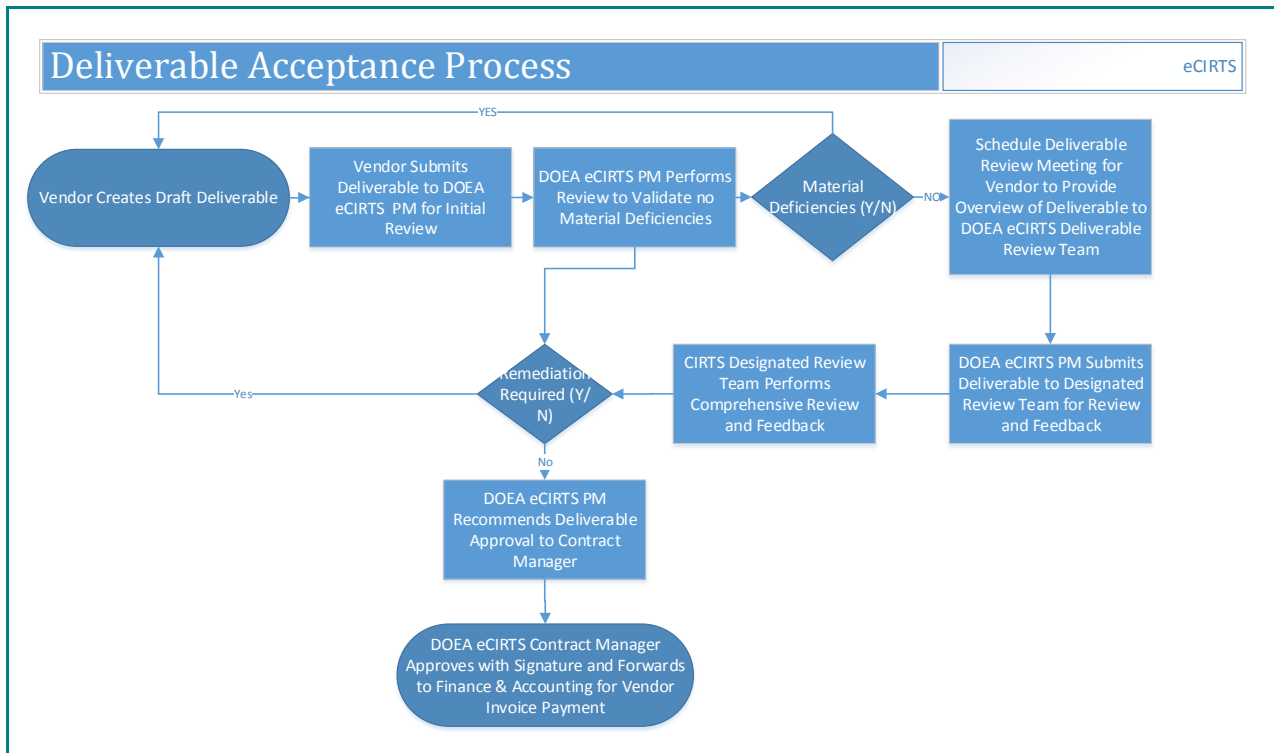 Deliverable Acceptance Process
eCIRTS
YES
Vendor Creates Draft Deliverable
Vendor Submits
Deliverable to DOEA
eCIRTS PM for Initial
Review
DOEA eCIRTS PM Performs
Review to Validate no
Material Deficiencies
Material
Deficiencies (Y/N)
NO
Schedule Deliverable
Review Meeting for
Vendor to Provide
Overview of Deliverable to
DOEA eCIRTS Deliverable
Review Team
DOEA eCIRTS PM Submits
Deliverable to Designated
Review Team for Review
and Feedback
CIRTS Designated Review
Team Performs
Comprehensive Review
and Feedback
Remediation
Required (Y/
N)
Yes
No
DOEA eCIRTS PM
Recommends Deliverable
Approval to Contract
Manager
DOEA eCIRTS Contract Manager
Approves with Signature and Forwards
to Finance & Accounting for Vendor
Invoice Payment